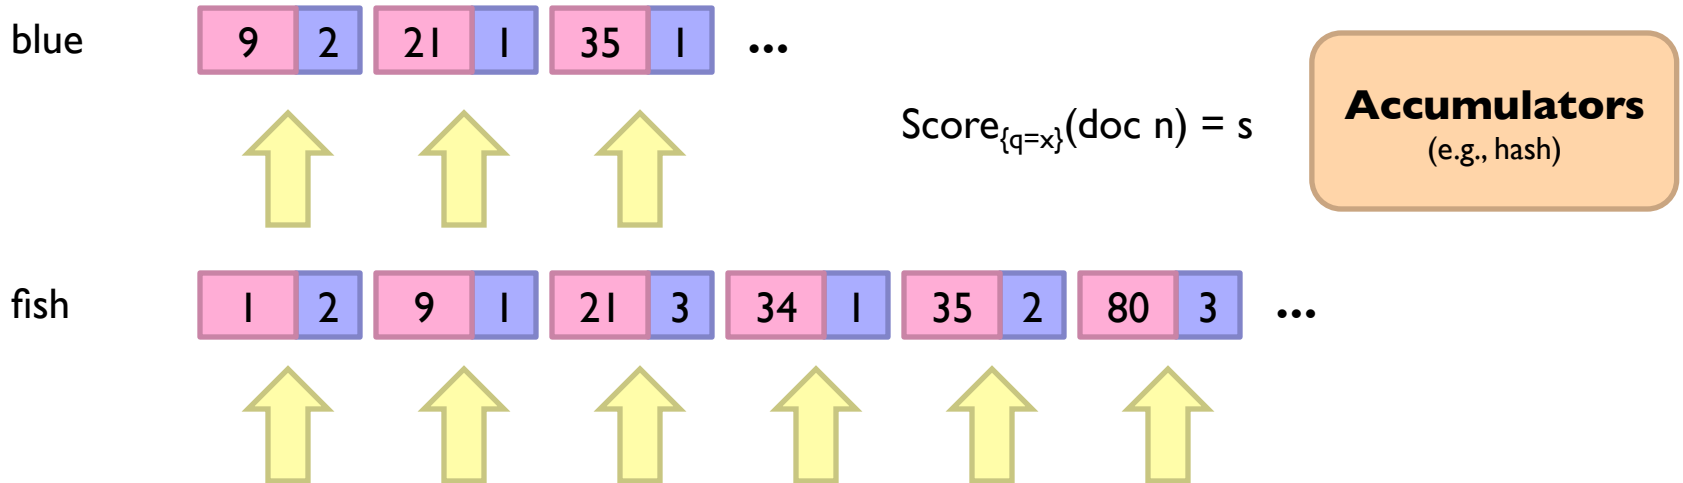 blue 9 2 21 1 35 1 ...
Score{q=x}(doc n) = s
Accumulators
(e.g., hash)
fish 1 2 9 1 21 3 34 1 35 2 80 3 ...